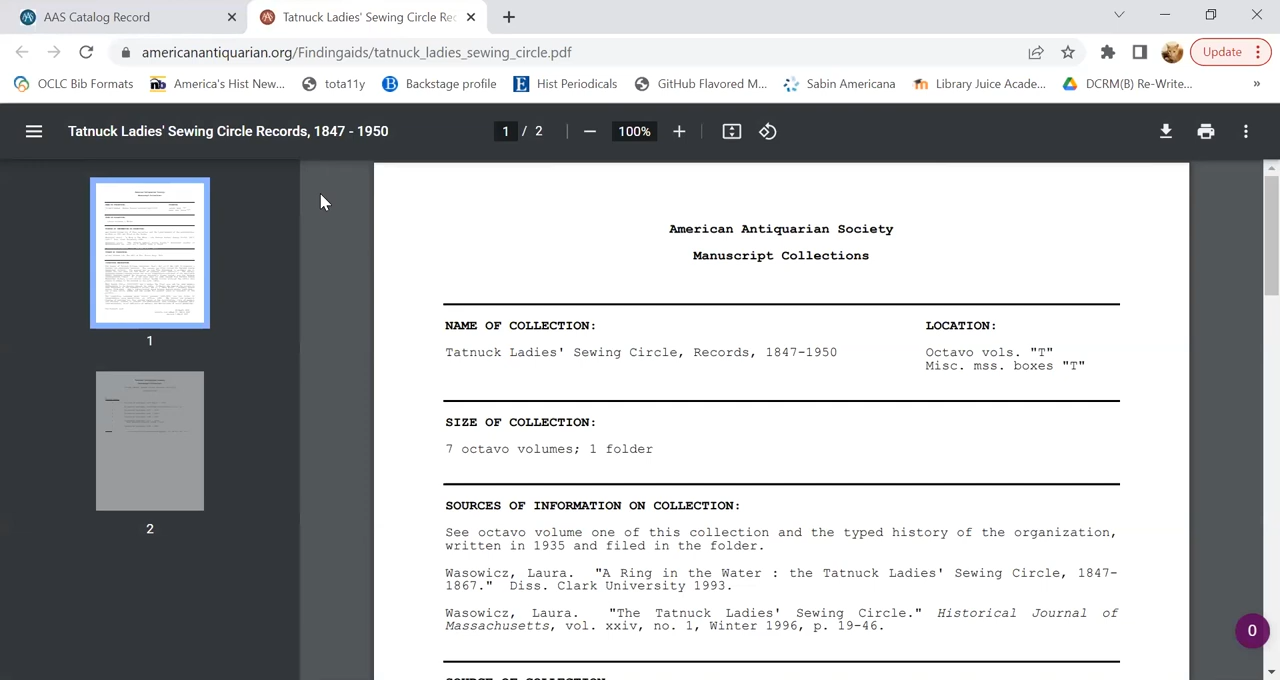 AAS Catalog Record
Tatnuck Ladies' Sewing Circle Rec
americanantiquarian.org/Findingaids/tatnuck_ladies_sewing_circle.pdf
Update
OCLC Bib Formats America's Hist New... tota11y Backstage profile Hist Periodicals GitHub Flavored M... Sabin Americana Library Juice Acade... DCRM(B) Re-Write... »
Tatnuck Ladies' Sewing Circle Records, 1847 - 1950
1 / 2
100%
1
2
American Antiquarian Society
Manuscript Collections
NAME OF COLLECTION: LOCATION:
Tatnuck Ladies' Sewing Circle, Records, 1847-1950 Octavo vols. "T"
Misc. mss. boxes "T"
SIZE OF COLLECTION:
7 octavo volumes; 1 folder
SOURCES OF INFORMATION ON COLLECTION:
See octavo volume one of this collection and the typed history of the organization,
written in 1935 and filed in the folder.
Wasowicz, Laura. "A Ring in the Water : the Tatnuck Ladies' Sewing Circle, 1847-
1867." Diss. Clark University 1993.
Wasowicz, Laura. "The Tatnuck Ladies' Sewing Circle." Historical Journal of
Massachusetts, vol. xxiv, no. 1, Winter 1996, p. 19-46.
0